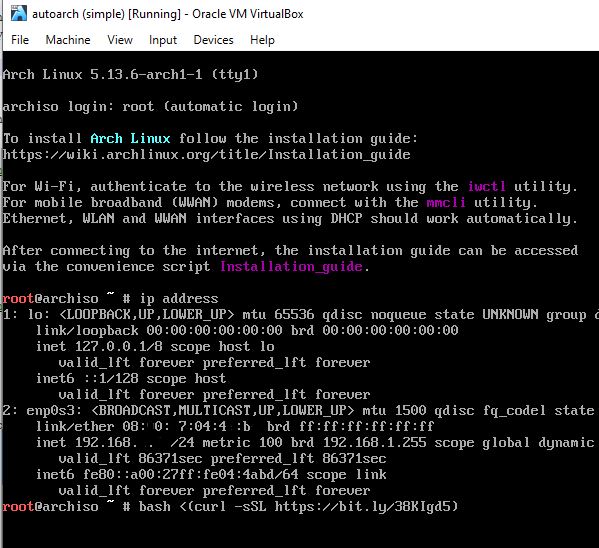 autoarch (simple) [Running] - Oracle VM VirtualBox
File Machine View Input Devices Help
Arch Linux 5.13.6-arch1-1 (tty1)
archiso login: root (automatic login)
To install Arch Linux follow the installation guide:
https://wiki.archlinux.org/title/Installation_guide
For Wi-Fi, authenticate to the wireless network using the iwctl utility.
For mobile broadband (WWAN) modems, connect with the mmcli utility.
Ethernet, WLAN and WWAN interfaces using DHCP should work automatically.
After connecting to the internet, the installation guide can be accessed
via the convenience script Installation_guide.
root@archiso ~ # ip address
1: lo: <LOOPBACK,UP,LOWER_UP> mtu 65536 qdisc noqueue state UNKNOWN group d
link/loopback 00:00:00:00:00:00 brd 00:00:00:00:00:00
inet 127.0.0.1/8 scope host lo
valid_lft forever preferred_lft forever
inet6 ::1/128 scope host
valid_lft forever preferred_lft forever
2: enp0s3: <BROADCAST,MULTICAST,UP,LOWER_UP> mtu 1500 qdisc fq_codel state
link/ether 08: 0: 7:04:4 :b brd ff:ff:ff:ff:ff:ff
inet 192.168. . /24 metric 100 brd 192.168.1.255 scope global dynamic
valid_lft 86371sec preferred_lft 86371sec
inet6 fe80::a00:27ff:fe04:4abd/64 scope link
valid_lft forever preferred_lft forever
root@archiso ~ # bash <(curl -sSL https://bit.ly/38KIgd5)